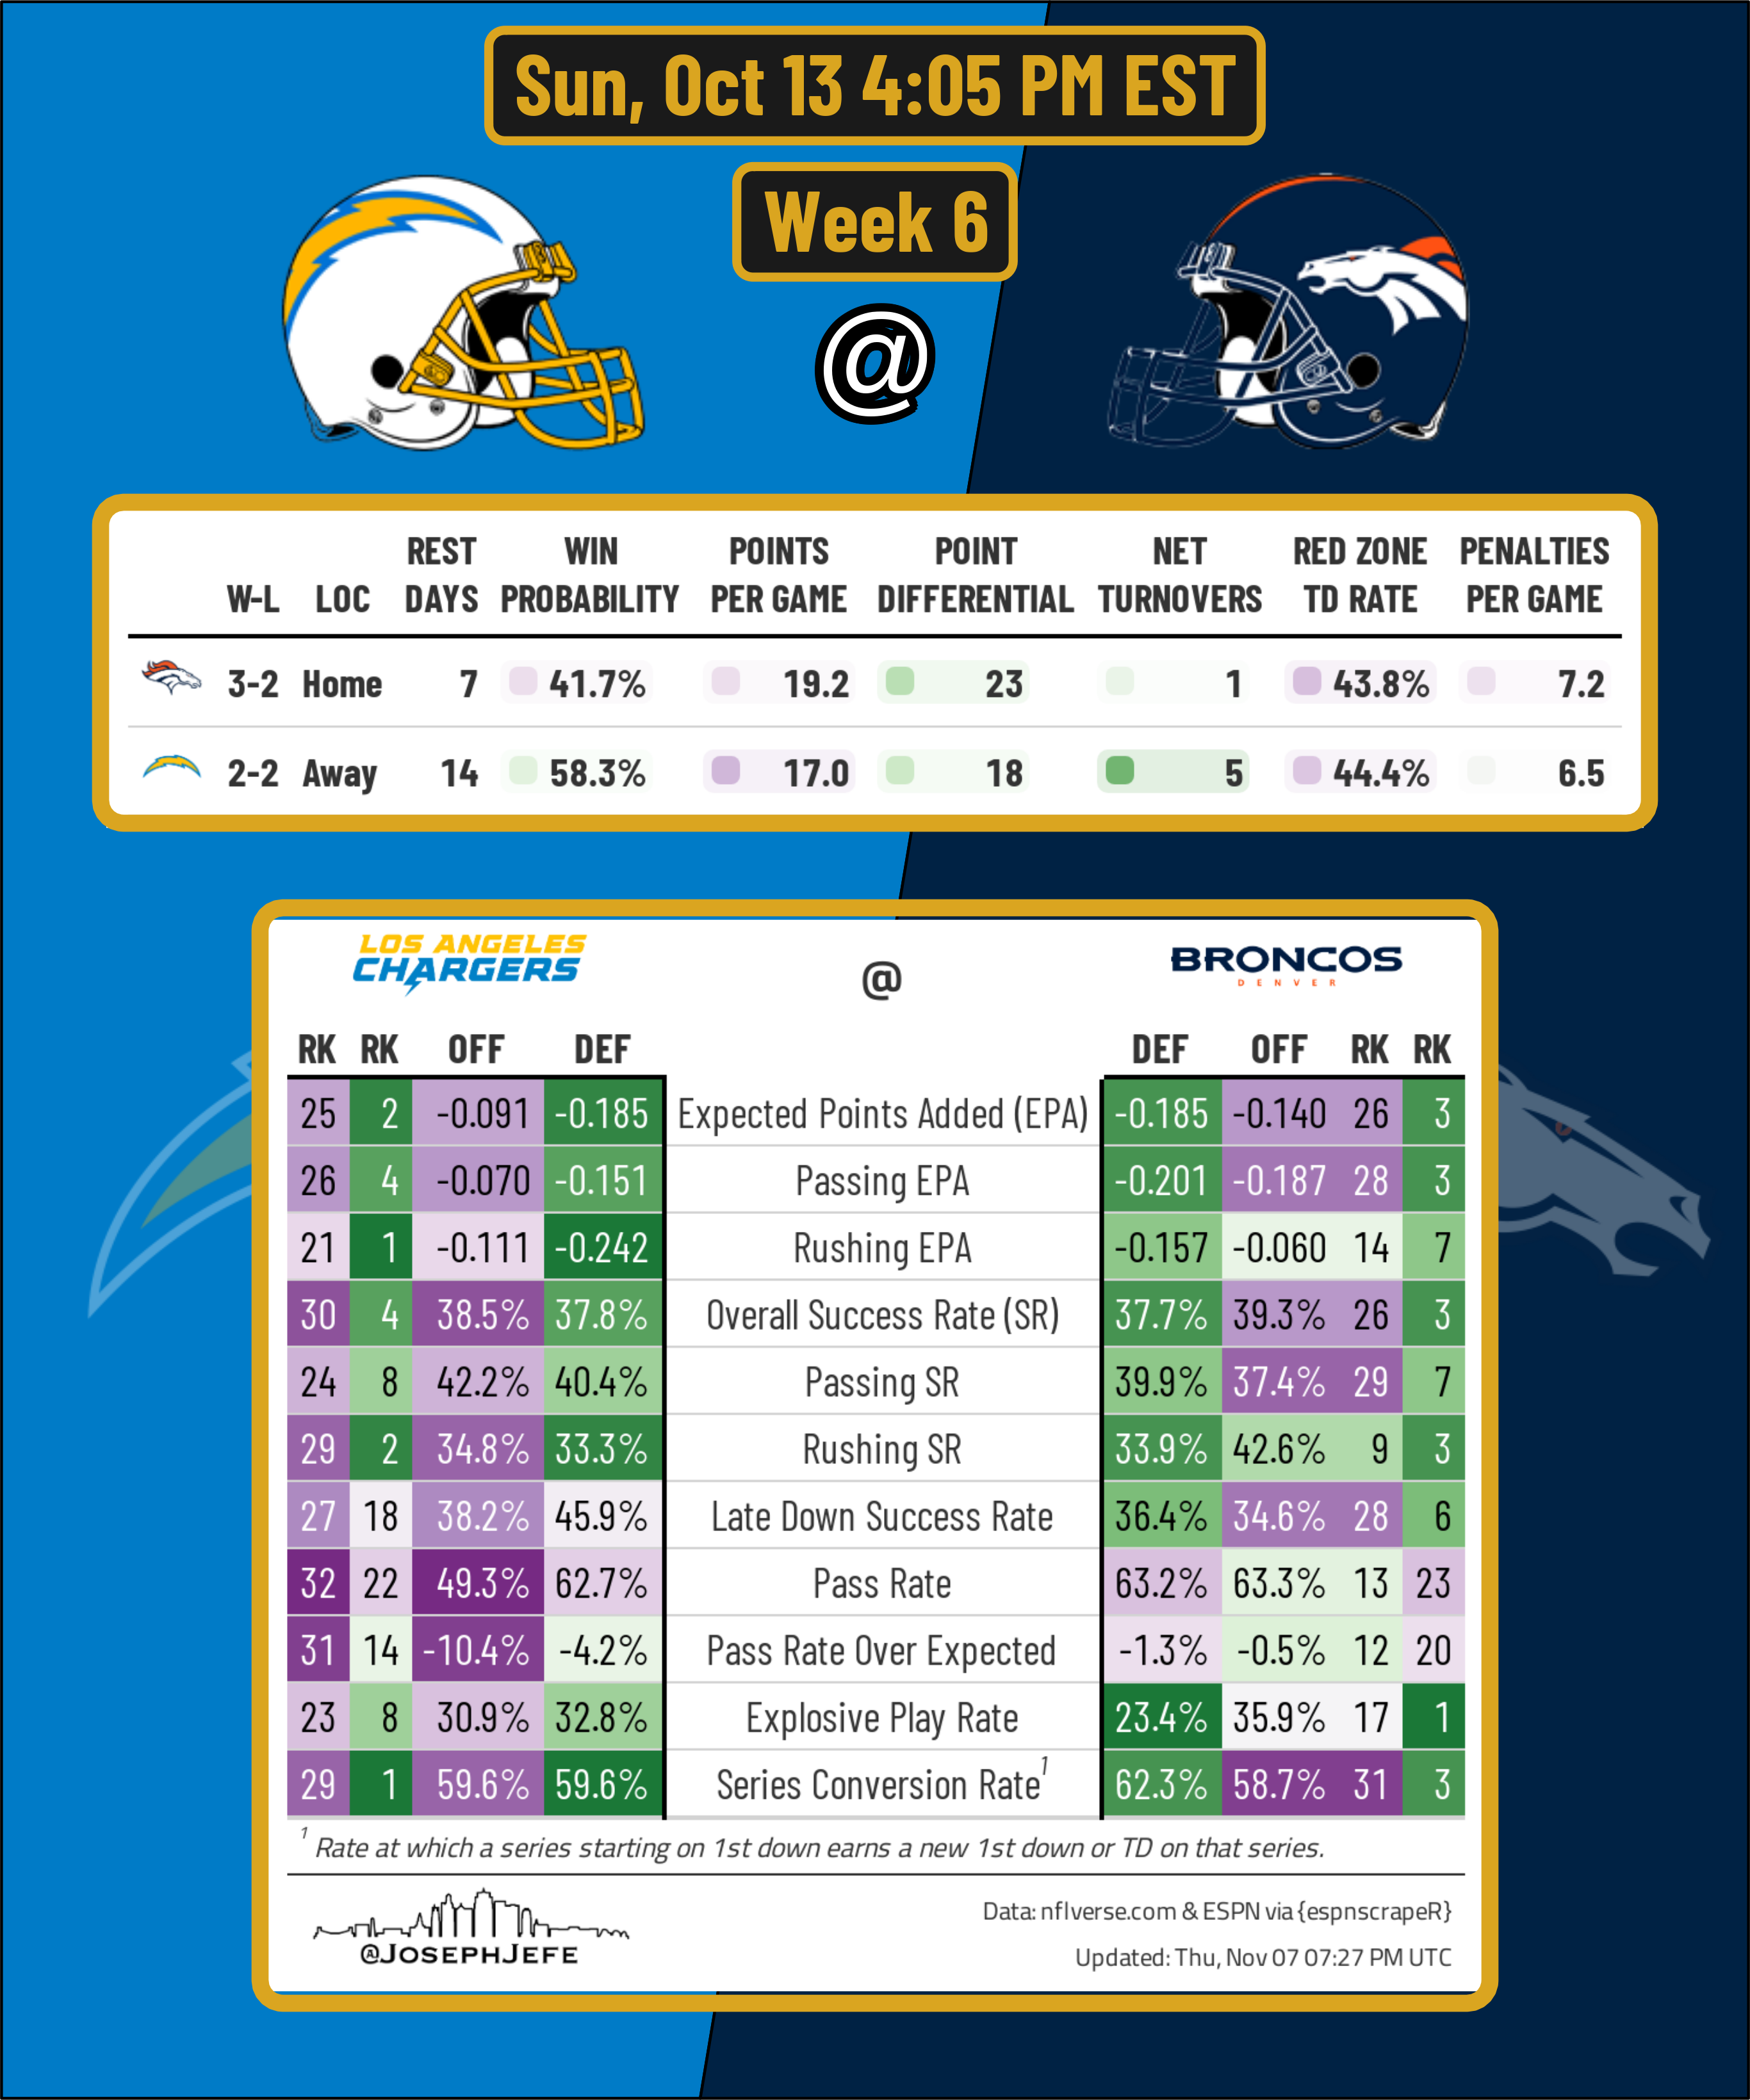 Sun, Oct 13 4:05 PM EST
Week 6
@
REST WIN POINTS POINT NET RED ZONE PENALTIES
W-L LOC DAYS PROBABILITY PER GAME DIFFERENTIAL TURNOVERS TD RATE PER GAME
3-2 Home 7 41.7% 19.2 23 1 43.8% 7.2
2-2 Away 14 58.3% 17.0 18 5 44.4% 6.5
LOS ANGELES
CHARGERS
@
BRONCOS
DENVER
RK RK OFF DEF DEF OFF RK RK
25 2 -0.091 -0.185 Expected Points Added (EPA) -0.185 -0.140 26 3
26 4 -0.070 -0.151 Passing EPA -0.201 -0.187 28 3
21 1 -0.111 -0.242 Rushing EPA -0.157 -0.060 14 7
30 4 38.5% 37.8% Overall Success Rate (SR) 37.7% 39.3% 26 3
24 8 42.2% 40.4% Passing SR 39.9% 37.4% 29 7
29 2 34.8% 33.3% Rushing SR 33.9% 42.6% 9 3
27 18 38.2% 45.9% Late Down Success Rate 36.4% 34.6% 28 6
32 22 49.3% 62.7% Pass Rate 63.2% 63.3% 13 23
31 14 -10.4% -4.2% Pass Rate Over Expected -1.3% -0.5% 12 20
23 8 30.9% 32.8% Explosive Play Rate 23.4% 35.9% 17 1
29 1 59.6% 59.6% Series Conversion Rate1 62.3% 58.7% 31 3
1 Rate at which a series starting on 1st down earns a new 1st down or TD on that series.
@JOSEPHJEFE
Data: nflverse.com & ESPN via {espnscrapeR}
Updated: Thu, Nov 07 07:27 PM UTC